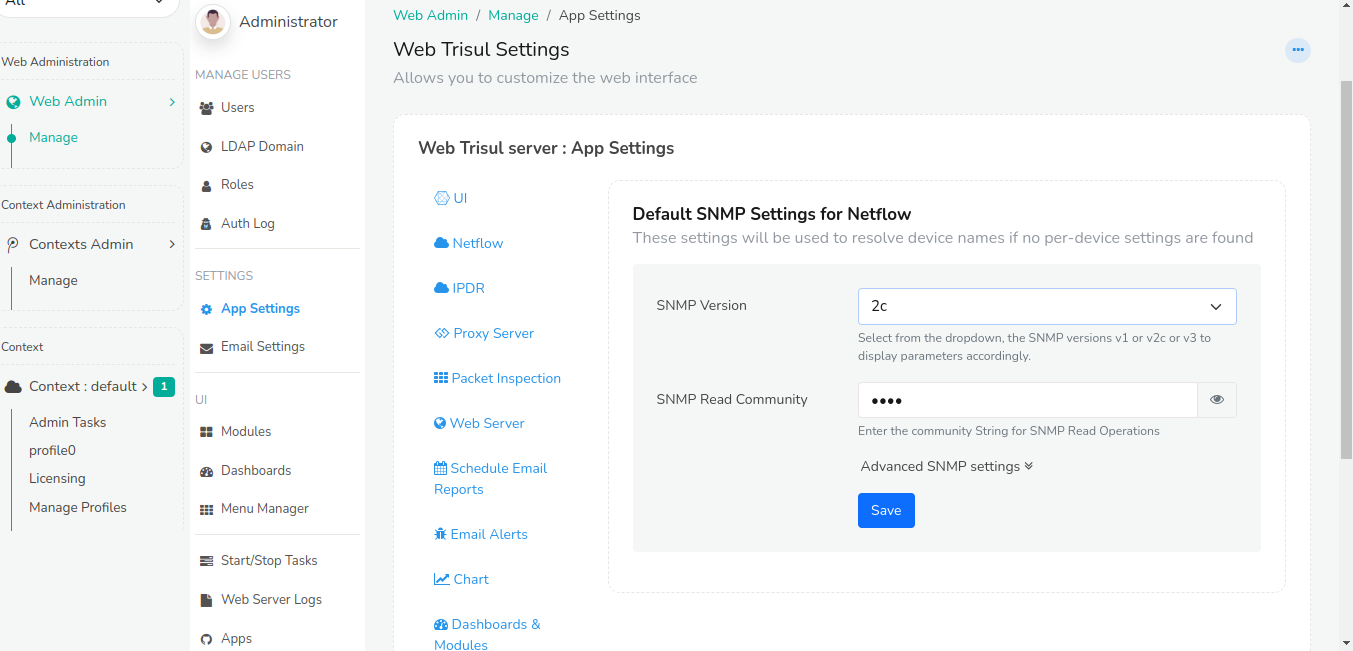 All
Web Administration
Web Admin
Manage
Context Administration
Contexts Admin
Manage
Context
Context : default
1
Admin Tasks
profile0
Licensing
Manage Profiles
Administrator
MANAGE USERS
Users
LDAP Domain
Roles
Auth Log
SETTINGS
App Settings
Email Settings
UI
Modules
Dashboards
Menu Manager
Start/Stop Tasks
Web Server Logs
Apps
Web Admin / Manage / App Settings
Web Trisul Settings
Allows you to customize the web interface
Web Trisul server : App Settings
UI
Netflow
IPDR
Proxy Server
Packet Inspection
Web Server
Schedule Email
Reports
Email Alerts
Chart
Dashboards &
Modules
Default SNMP Settings for Netflow
These settings will be used to resolve device names if no per-device settings are found
SNMP Version
2c
Select from the dropdown, the SNMP versions v1 or v2c or v3 to
display parameters accordingly.
SNMP Read Community
••••
Enter the community String for SNMP Read Operations
Advanced SNMP settings
Save